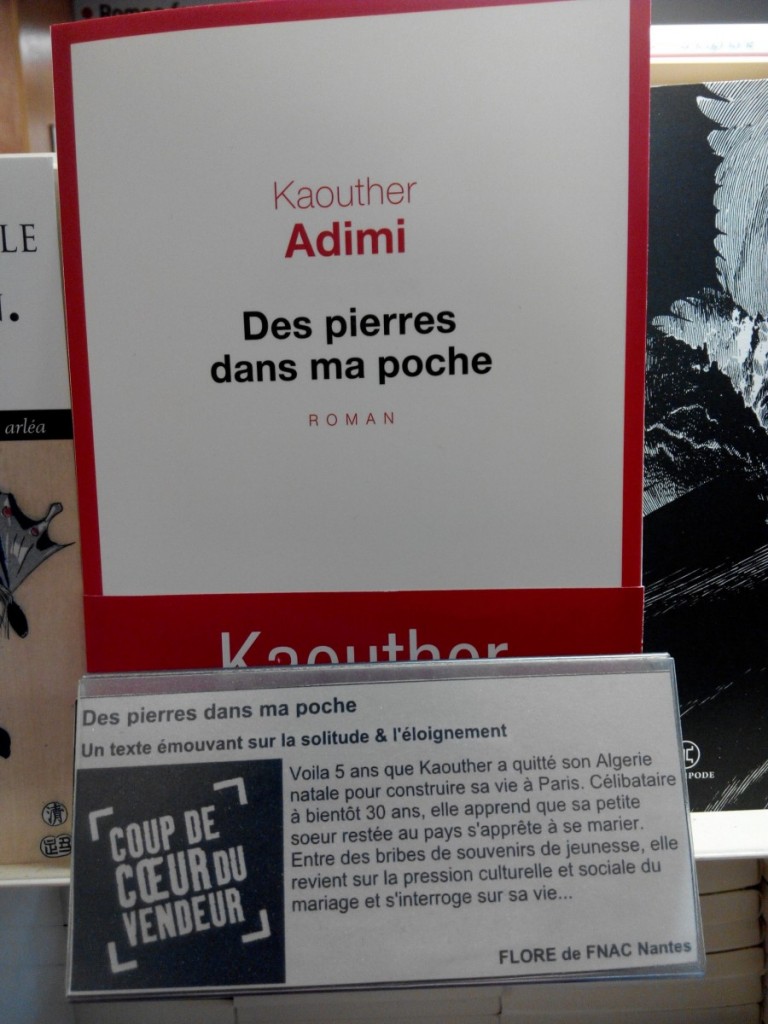 Kaouther
Adimi
Des pierres
dans ma poche
ROMAN
LE
arléa
Kaouther
Des pierres dans ma poche
Un texte émouvant sur la solitude & l'éloignement
COUP DE
CŒUR DU
VENDEUR
Voila 5 ans que Kaouther a quitté son Algerie
natale pour construire sa vie à Paris. Célibataire
à bientôt 30 ans, elle apprend que sa petite
soeur restée au pays s'apprête à se marier.
Entre des bribes de souvenirs de jeunesse, elle
revient sur la pression culturelle et sociale du
mariage et s'interroge sur sa vie...
FLORE de FNAC Nantes